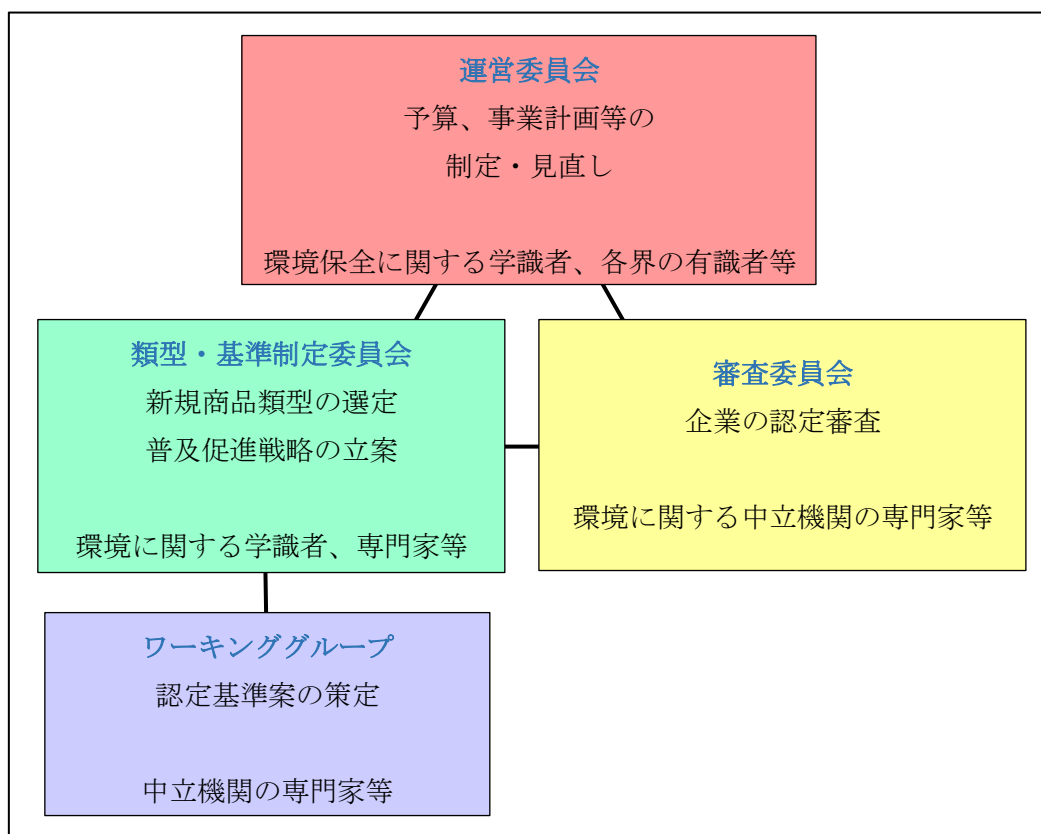 運営委員会
予算、事業計画等の
制定・見直し
環境保全に関する学識者、各界の有識者等
類型・基準制定委員会
新規商品類型の選定
普及促進戦略の立案
環境に関する学識者、専門家等
審査委員会
企業の認定審査
環境に関する中立機関の専門家等
ワーキンググループ
認定基準案の策定
中立機関の専門家等